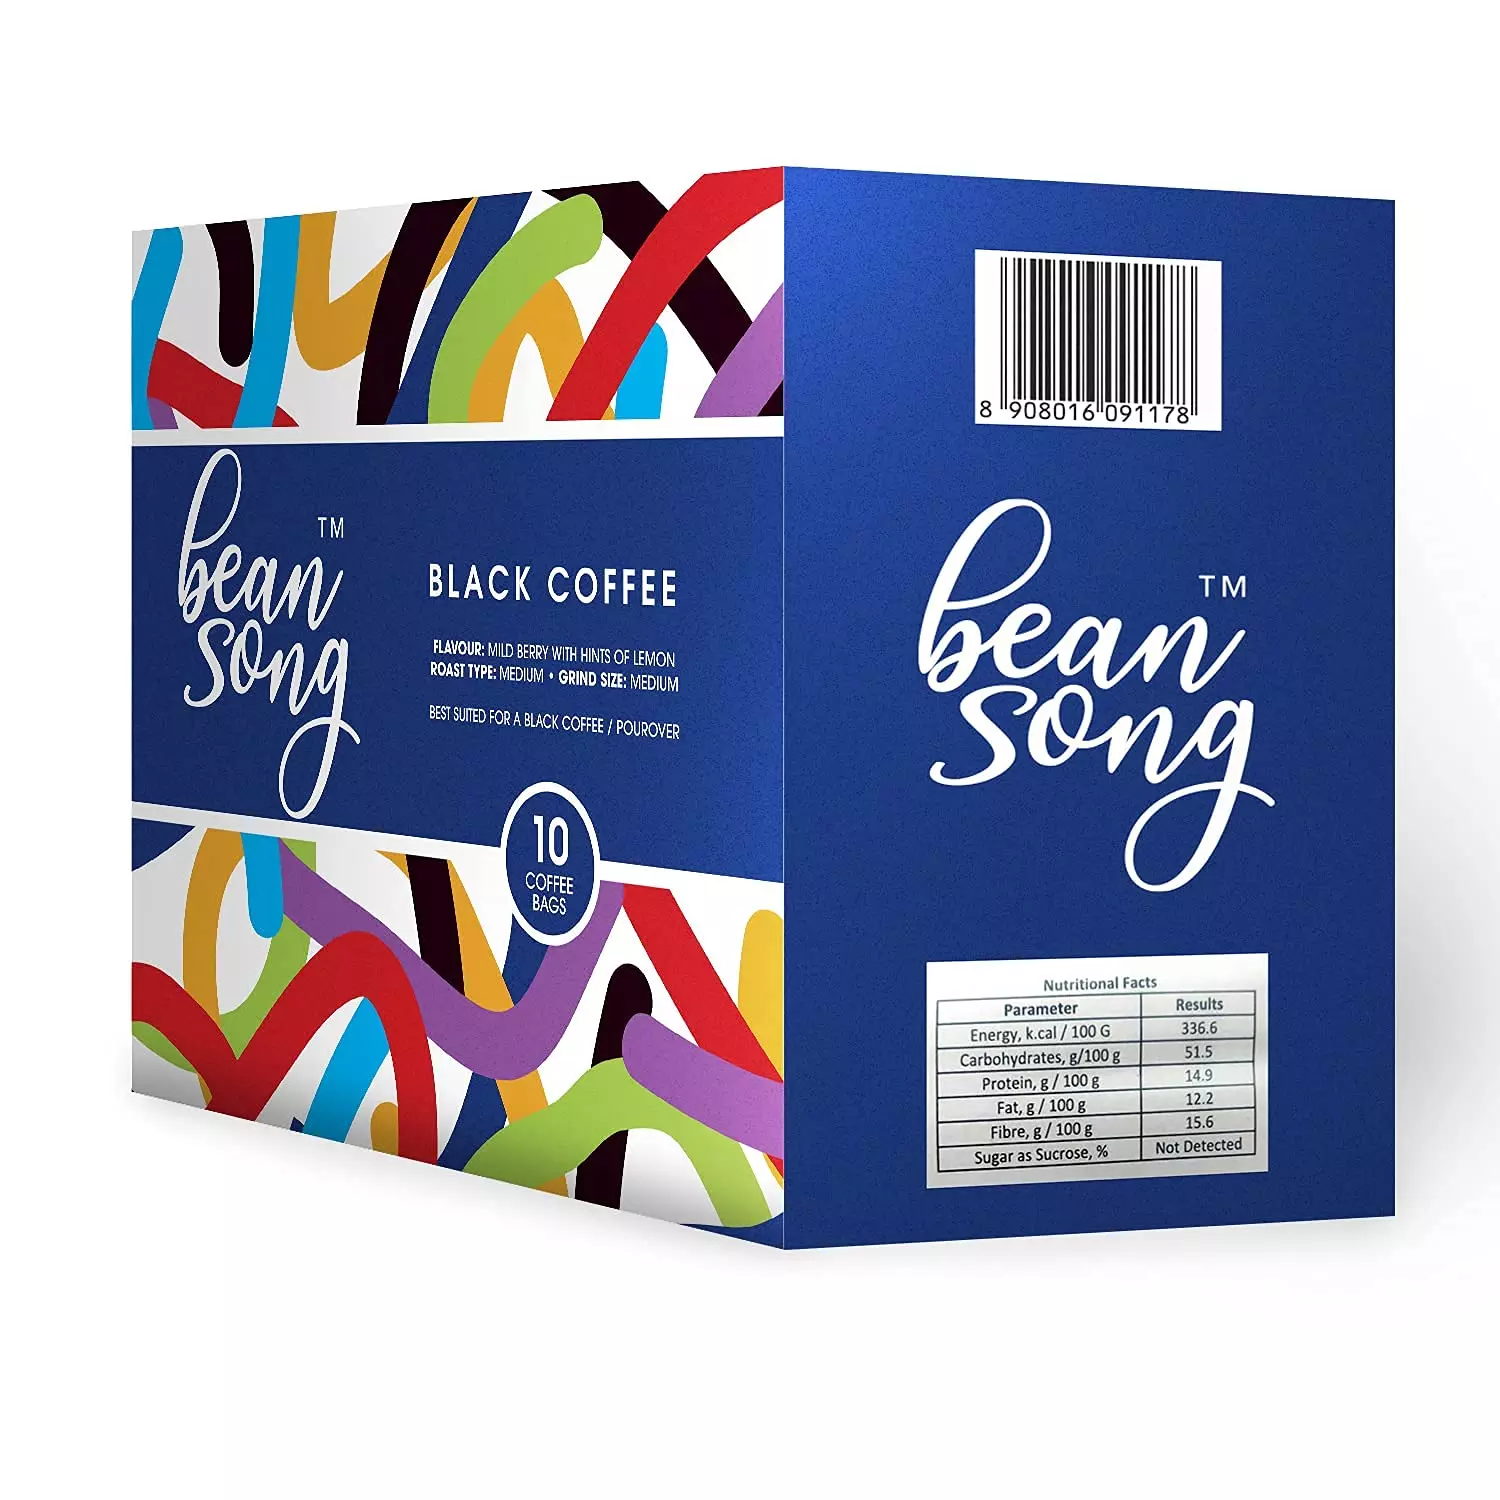 bean
song
TM
BLACK COFFEE
FLAVOUR: MILD BERRY WITH HINTS OF LEMON
ROAST TYPE: MEDIUM • GRIND SIZE: MEDIUM
BEST SUITED FOR A BLACK COFFEE / POUROVER
10
COFFEE
BAGS
8 908016 091178
TM
bean
song
Nutritional Facts
Parameter Results
Energy, k.cal / 100 G 336.6
Carbohydrates, g/100 g 51.5
Protein, g / 100 g 14.9
Fat, g / 100 g 12.2
Fibre, g / 100 g 15.6
Sugar as Sucrose, % Not Detected